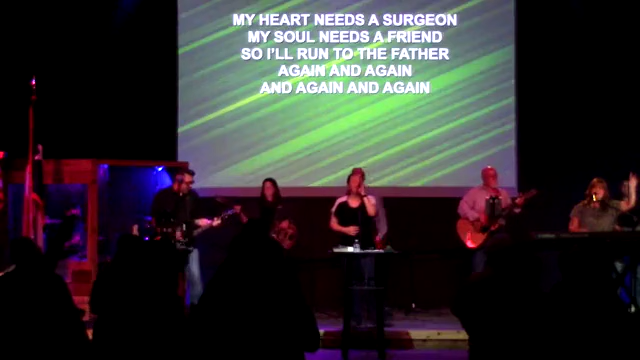 MY HEART NEEDS A SURGEON
MY SOUL NEEDS A FRIEND
SO I'LL RUN TO THE FATHER
AGAIN AND AGAIN
AND AGAIN AND AGAIN